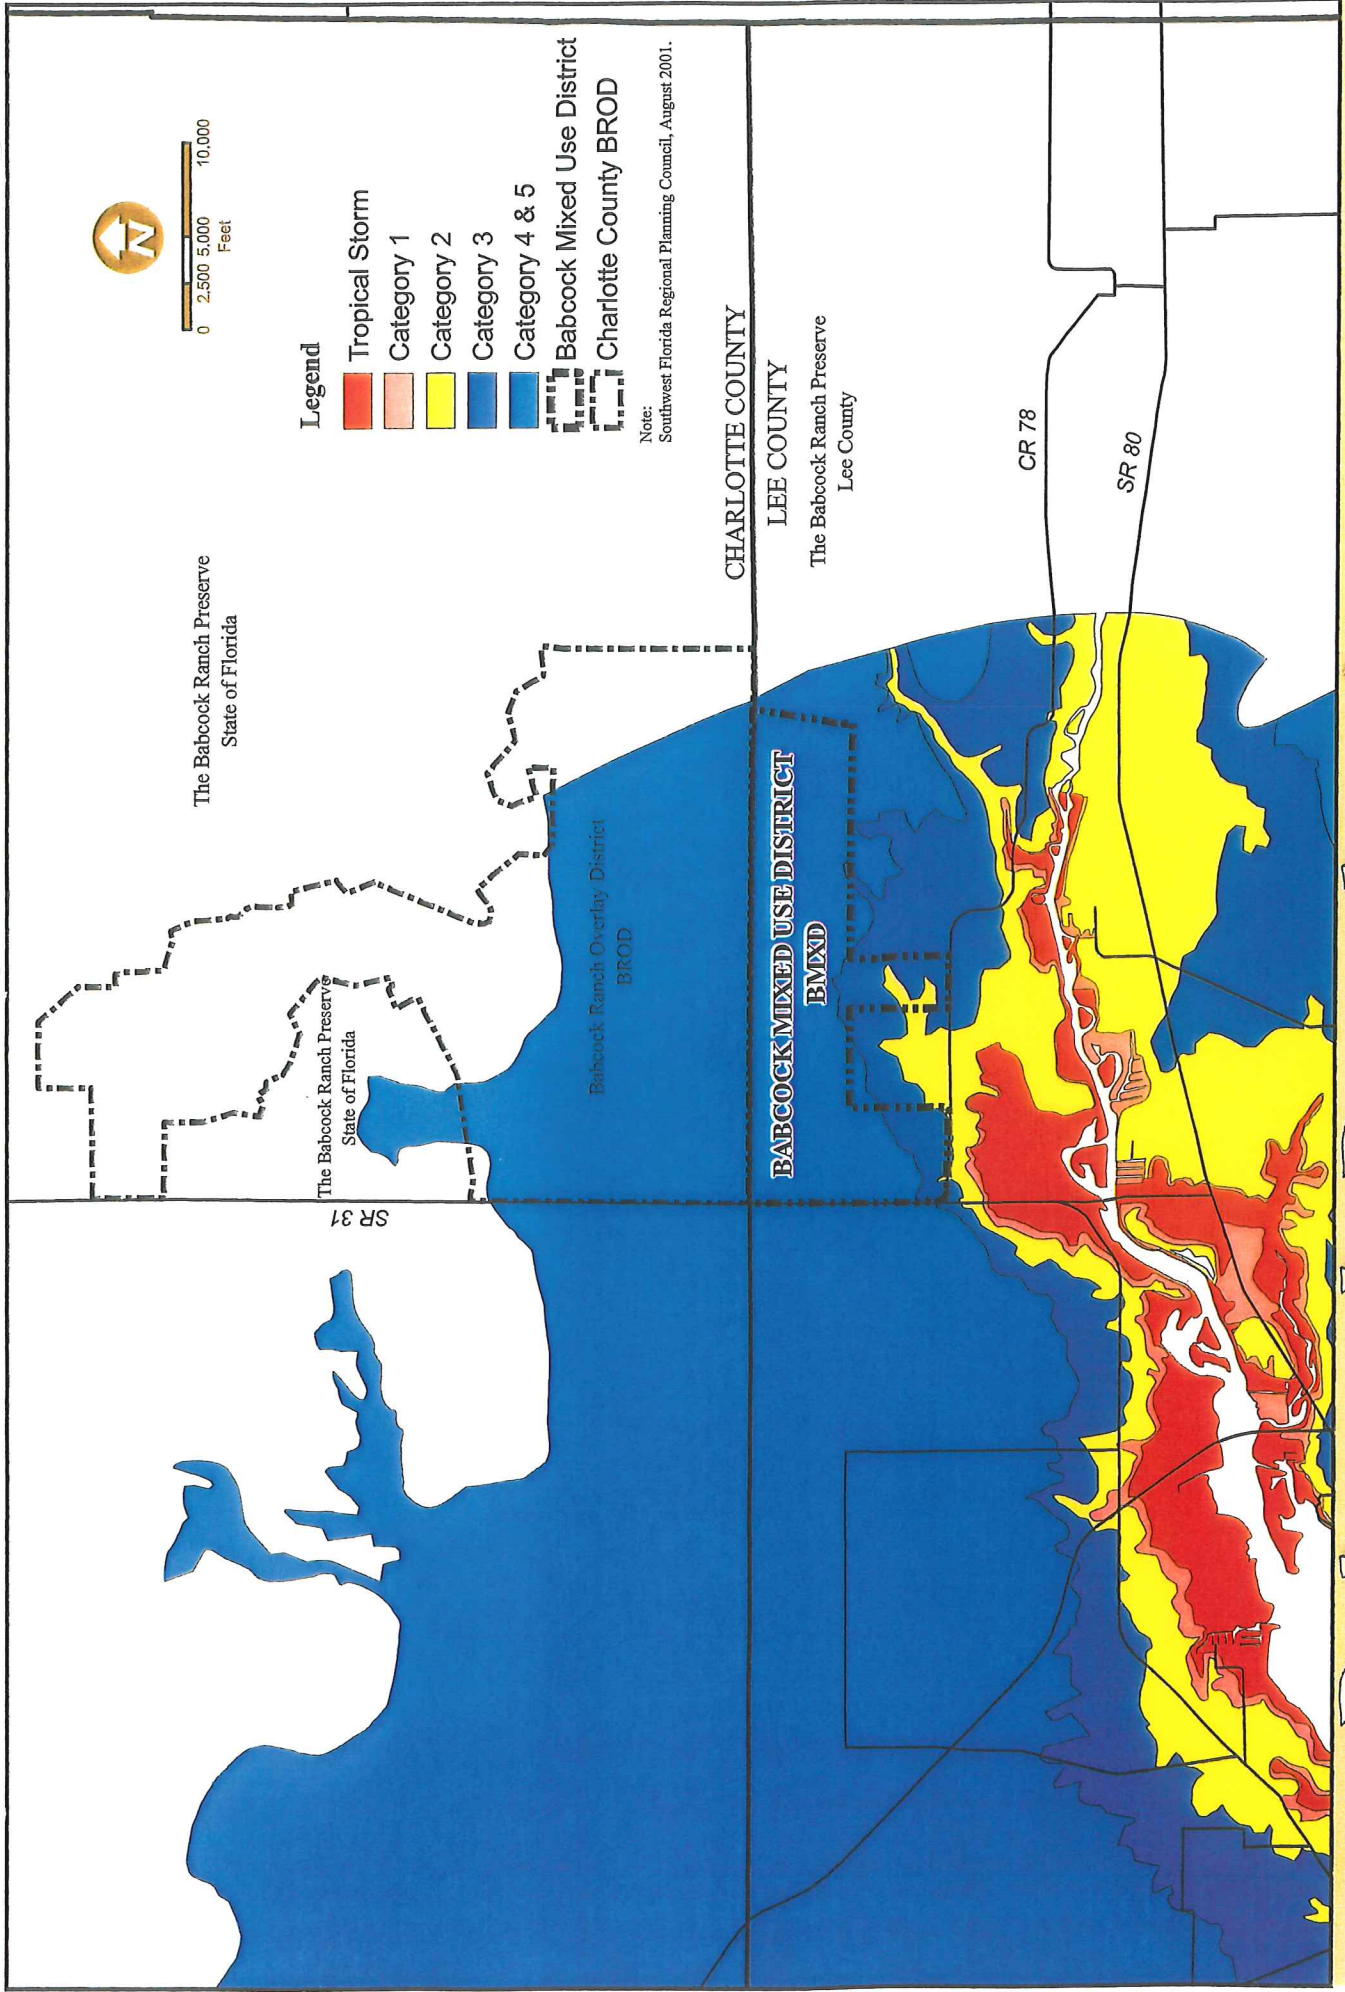 N
0 2,500 5,000 10,000
Feet
Legend
Tropical Storm
Category 1
Category 2
Category 3
Category 4 & 5
Babcock Mixed Use District
Charlotte County BROD
Note:
Southwest Florida Regional Planning Council, August 2001.
The Babcock Ranch Preserve
State of Florida
The Babcock Ranch Preserve
State of Florida
SR 31
Babcock Ranch Overlay District
BROD
CHARLOTTE COUNTY
LEE COUNTY
The Babcock Ranch Preserve
Lee County
BABCOCK MIXED USE DISTRICT
BMXD
CR 78
SR 80